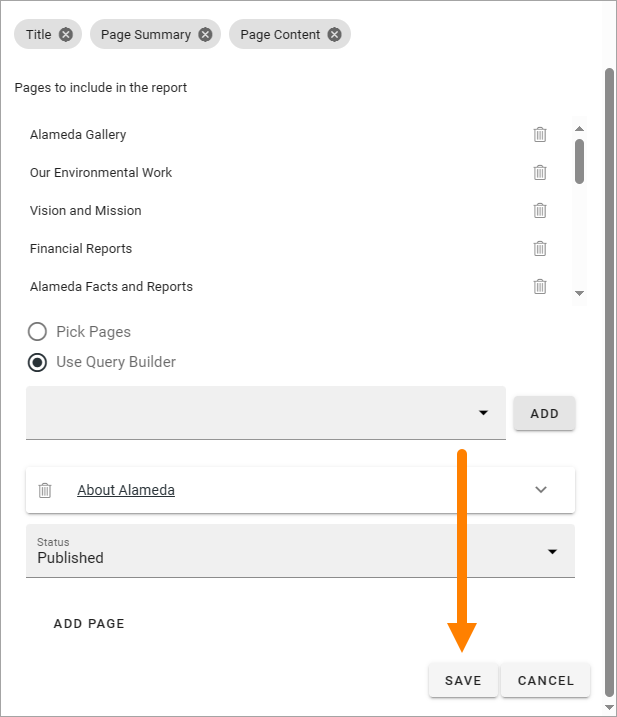 Title Page Summary Page Content
Pages to include in the report
Alameda Gallery
Our Environmental Work
Vision and Mission
Financial Reports
Alameda Facts and Reports
Pick Pages
Use Query Builder
ADD
About Alameda
Status
Published
ADD PAGE
SAVE CANCEL